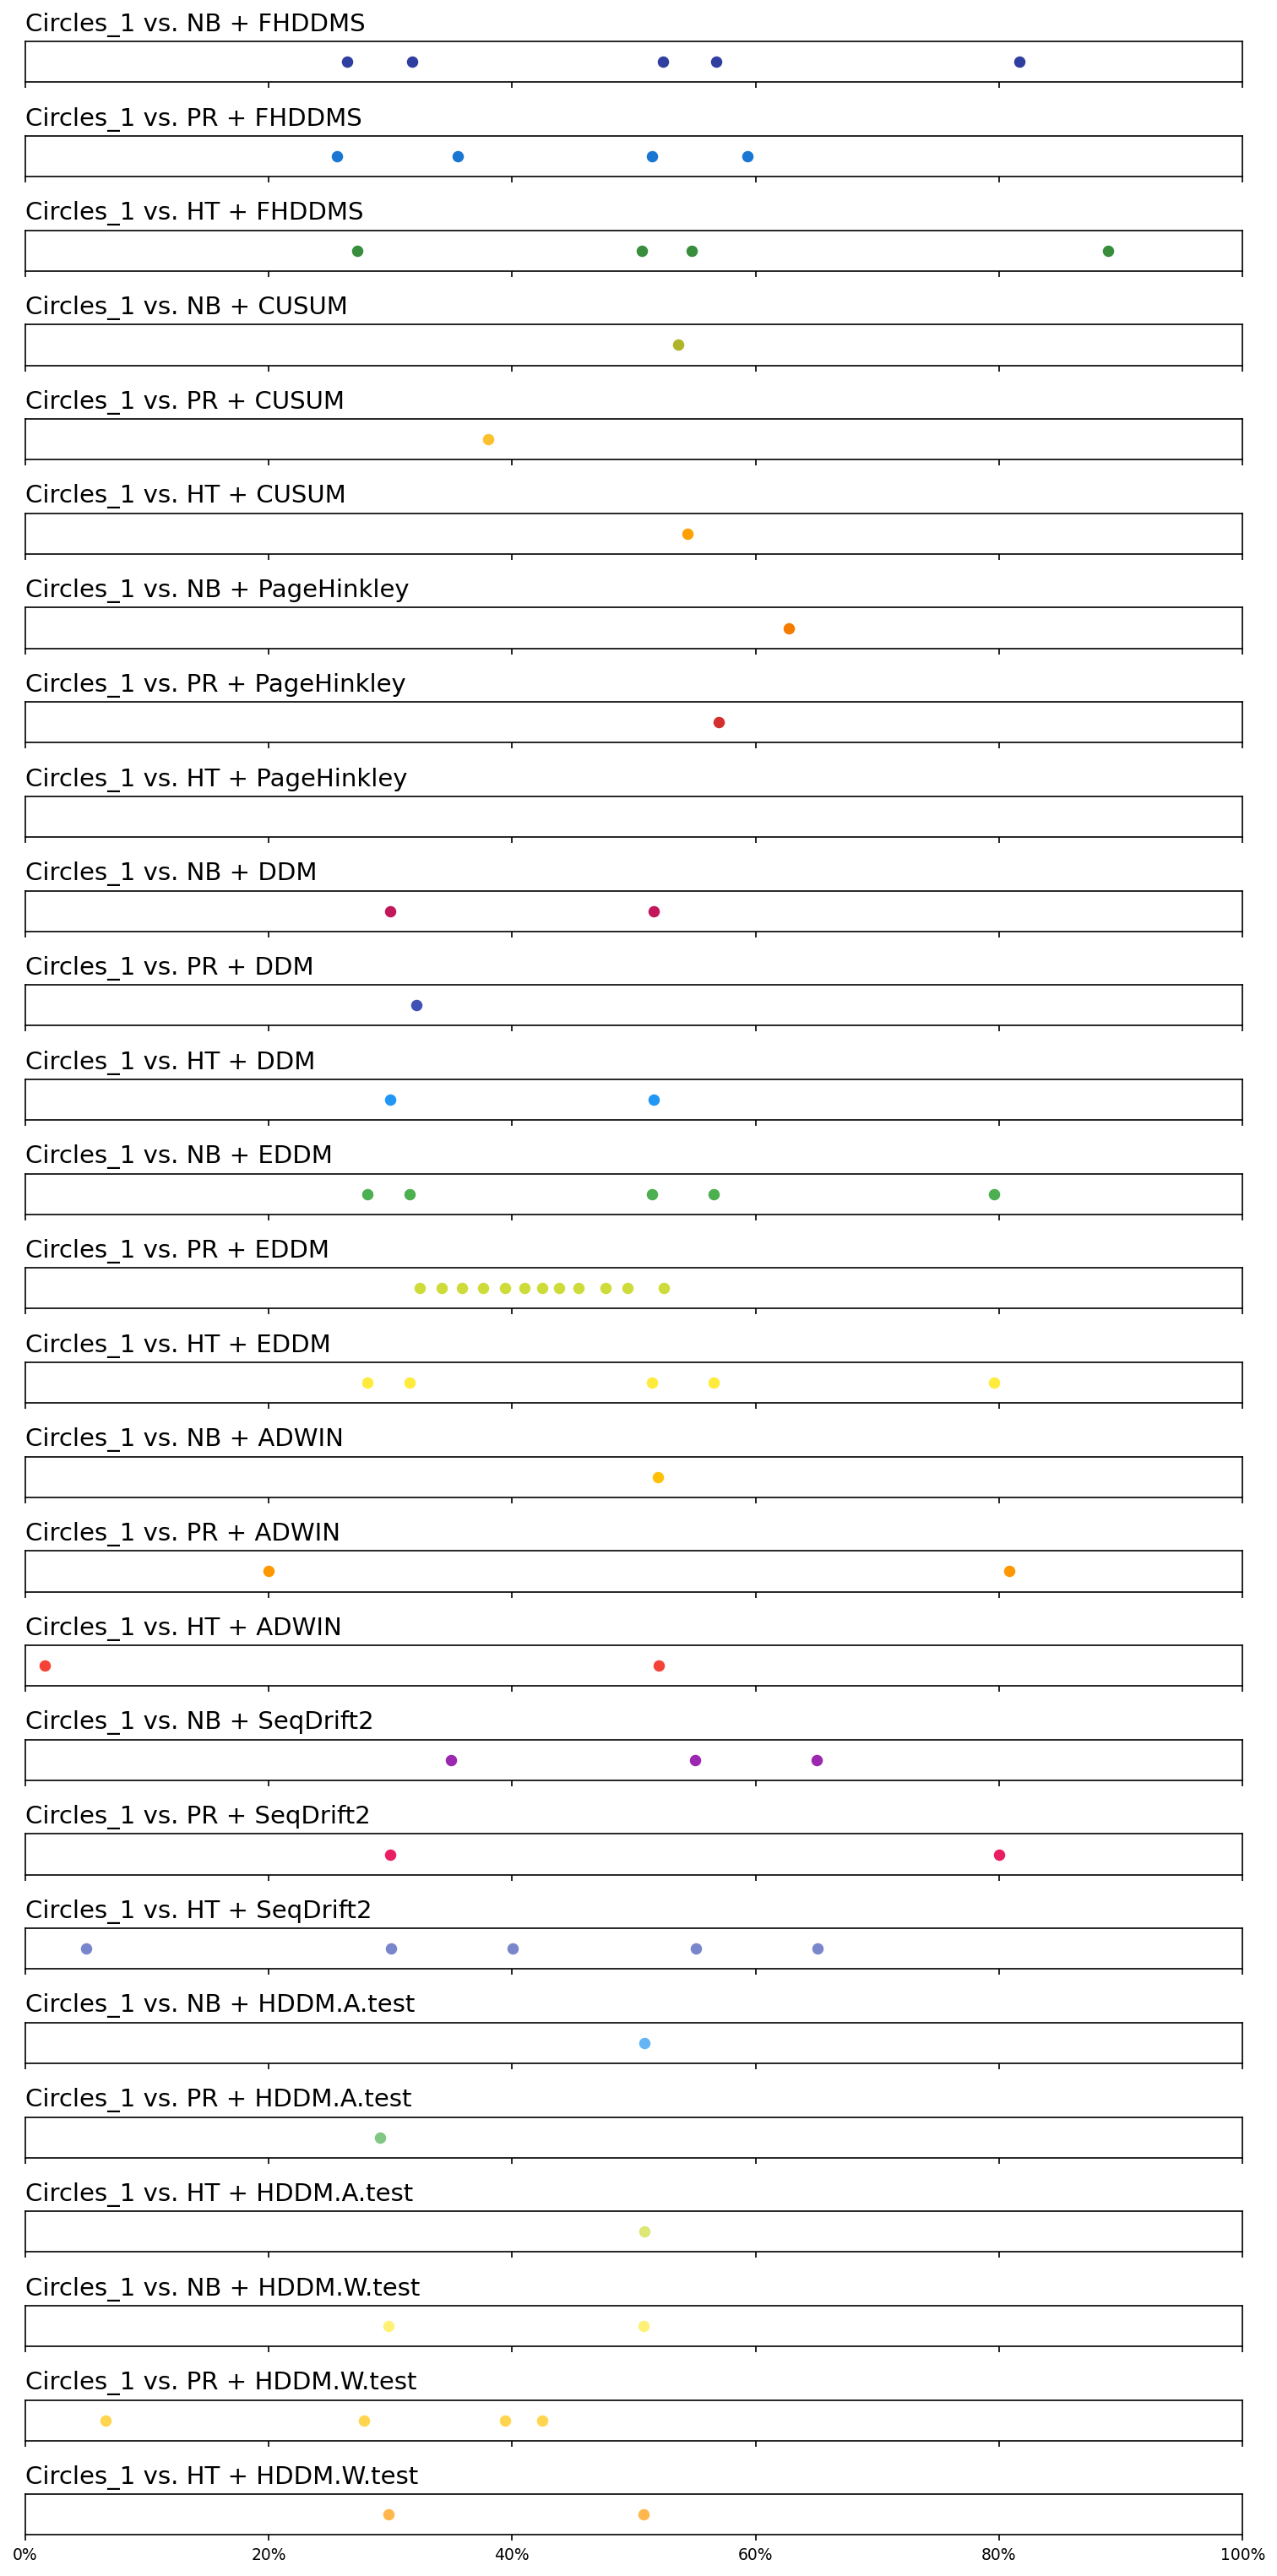 Circles_1 vs. NB + FHDDMS
Circles_1 vs. PR + FHDDMS
Circles_1 vs. HT + FHDDMS
Circles_1 vs. NB + CUSUM
Circles_1 vs. PR + CUSUM
Circles_1 vs. HT + CUSUM
Circles_1 vs. NB + PageHinkley
Circles_1 vs. PR + PageHinkley
Circles_1 vs. HT + PageHinkley
Circles_1 vs. NB + DDM
Circles_1 vs. PR + DDM
Circles_1 vs. HT + DDM
Circles_1 vs. NB + EDDM
Circles_1 vs. PR + EDDM
Circles_1 vs. HT + EDDM
Circles_1 vs. NB + ADWIN
Circles_1 vs. PR + ADWIN
Circles_1 vs. HT + ADWIN
Circles_1 vs. NB + SeqDrift2
Circles_1 vs. PR + SeqDrift2
Circles_1 vs. HT + SeqDrift2
Circles_1 vs. NB + HDDM.A.test
Circles_1 vs. PR + HDDM.A.test
Circles_1 vs. HT + HDDM.A.test
Circles_1 vs. NB + HDDM.W.test
Circles_1 vs. PR + HDDM.W.test
Circles_1 vs. HT + HDDM.W.test
0% 20% 40% 60% 80% 100%